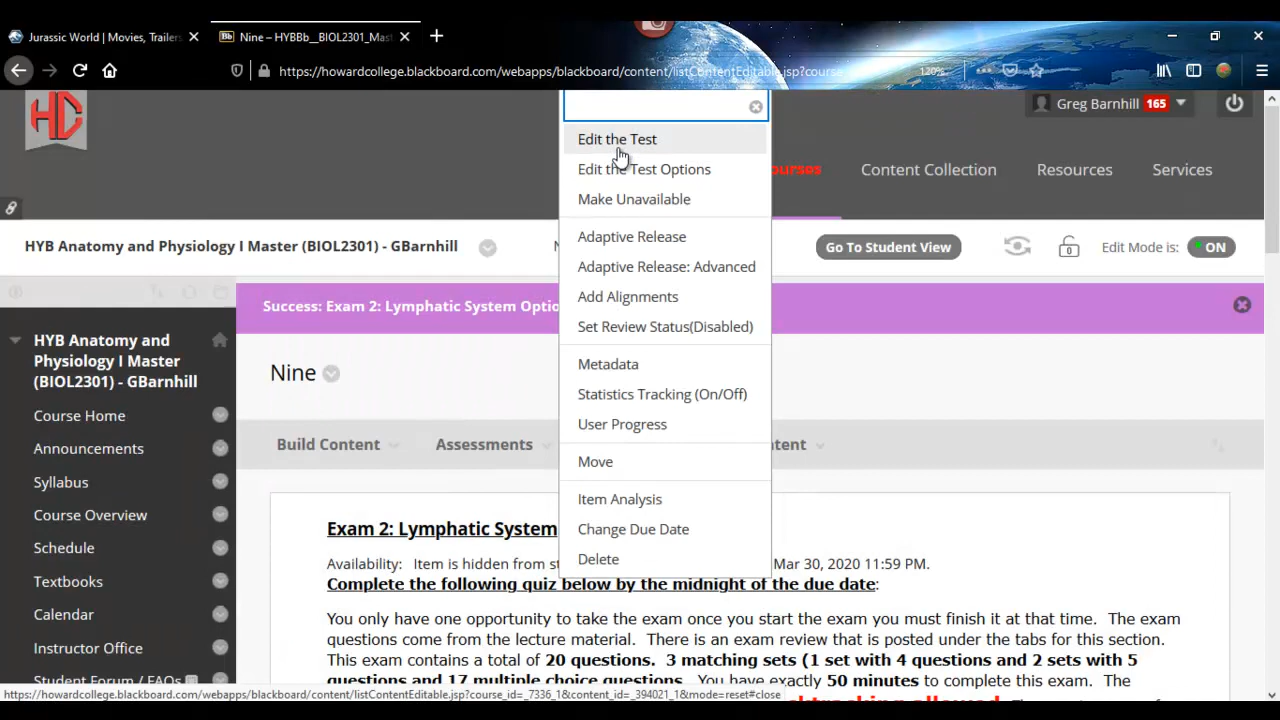 Jurassic World | Movies, Trailers
Bb Nine – HYBBb__BIOL2301_Mast
https://howardcollege.blackboard.com/webapps/blackboard/content/listContentEditable.jsp?course_
120%
HC
Greg Barnhill 165
Edit the Test
Edit the Test Options
Courses Content Collection Resources Services
Make Unavailable
HYB Anatomy and Physiology I Master (BIOL2301) - GBarnhill
Adaptive Release
Go To Student View
Edit Mode is: ON
Adaptive Release: Advanced
Add Alignments
Success: Exam 2: Lymphatic System Optio
Set Review Status(Disabled)
HYB Anatomy and
Physiology I Master
(BIOL2301) - GBarnhill
Nine
Metadata
Statistics Tracking (On/Off)
Course Home
User Progress
Build Content Assessments tent
Announcements
Move
Syllabus
Item Analysis
Course Overview
Exam 2: Lymphatic System
Change Due Date
Schedule
Delete
Availability: Item is hidden from st Mar 30, 2020 11:59 PM.
Textbooks
Complete the following quiz below by the midnight of the due date:
Calendar
You only have one opportunity to take the exam once you start the exam you must finish it at that time. The exam
questions come from the lecture material. There is an exam review that is posted under the tabs for this section.
Instructor Office
This exam contains a total of 20 questions. 3 matching sets (1 set with 4 questions and 2 sets with 5
Student Forum / FAQs
questions and 17 multiple choice questions. You have exactly 50 minutes to complete this exam. The
https://howardcollege.blackboard.com/webapps/blackboard/content/listContentEditable.jsp?course_id=_7336_1&content_id=_394021_1&mode=reset#close
cktracking allowed